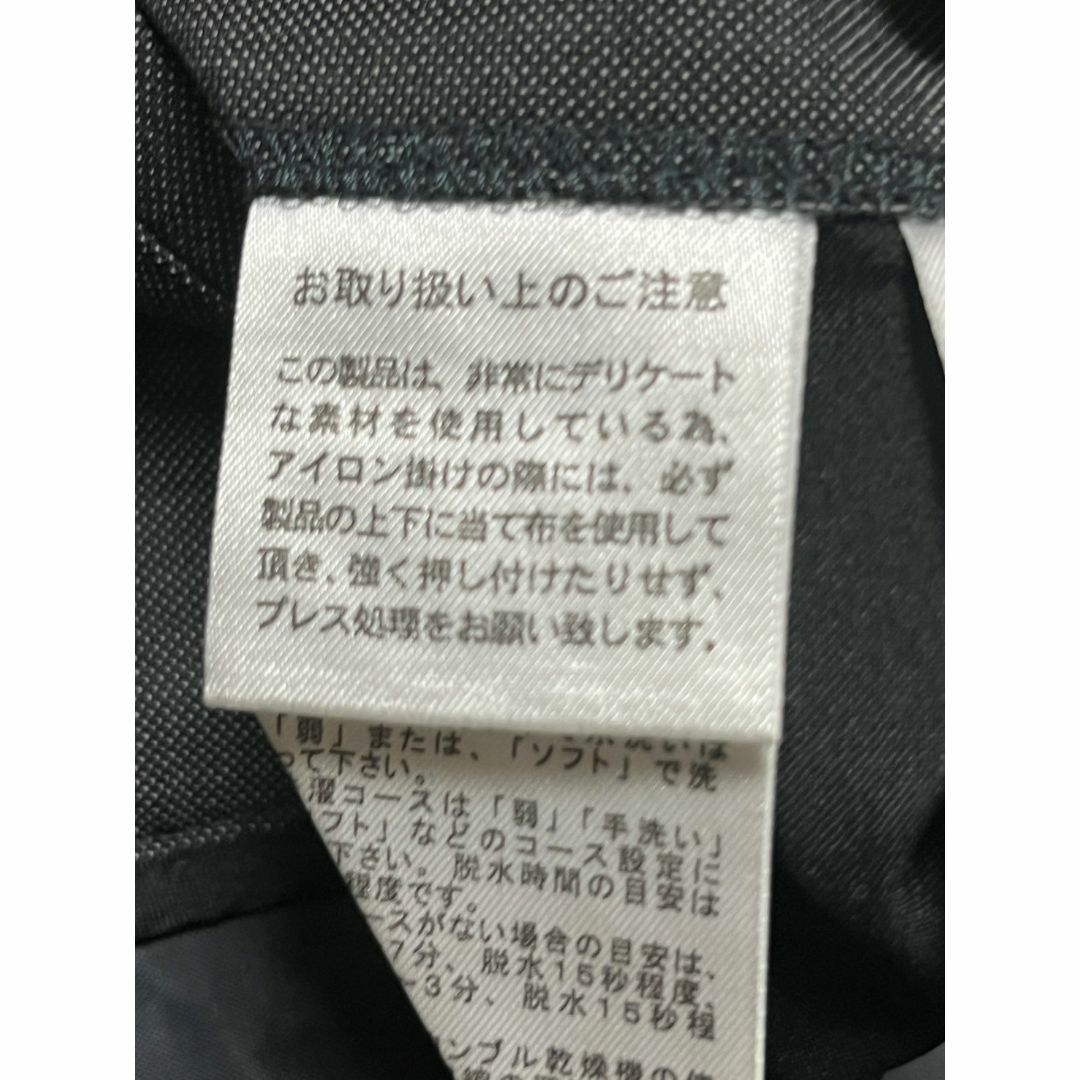 お取り扱い上のご注意
この製品は、非常にデリケート
な素材を使用している為、
アイロン掛けの際には、必ず
製品の上下に当て布を使用して
頂き、強く押し付けたりせず、
プレス処理をお願い致します。
「弱」または、「ソフト」で洗
って下さい。
コースは「弱」「手洗い」
フト」などのコース設定に
下さい。脱水時間の目安は
程度です。
ースがない場合の目安は、
7分、脱水15秒程度、
3分、脱水15秒程
ンブル乾燥機の